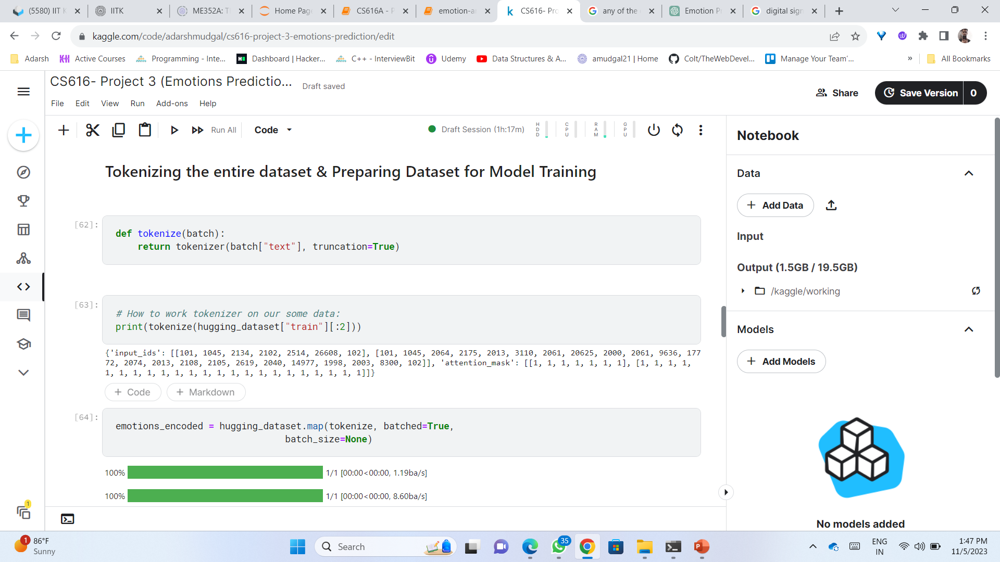 (5580) IIT K
IITK
ME352A: T
Home Page
CS616A - P
emotion-a
CS616- Pro
any of the
Emotion P
digital sign
kaggle.com/code/adarshmudgal/cs616-project-3-emotions-prediction/edit
Adarsh
Active Courses
Programming - Inte...
Dashboard | Hacker...
C++ - InterviewBit
Udemy
Data Structures & A...
amudgal21 | Home
Colt/TheWebDevel...
Manage Your Team'...
»
All Bookmarks
CS616- Project 3 (Emotions Predictio...
Draft saved
File Edit View Run Add-ons Help
Share
Save Version 0
Run All
Code
Draft Session (1h:17m)
HDD
CPU
RAM
GPU
Tokenizing the entire dataset & Preparing Dataset for Model Training
[62]:
def tokenize(batch):
    return tokenizer(batch["text"], truncation=True)
[63]:
# How to work tokenizer on our some data:
print(tokenize(hugging_dataset["train"][:2]))
{'input_ids': [[101, 1045, 2134, 2102, 2514, 26608, 102], [101, 1045, 2064, 2175, 2013, 3110, 2061, 20625, 2000, 2061, 9636, 177
72, 2074, 2013, 2108, 2105, 2619, 2040, 14977, 1998, 2003, 8300, 102]], 'attention_mask': [[1, 1, 1, 1, 1, 1, 1], [1, 1, 1, 1,
1, 1, 1, 1, 1, 1, 1, 1, 1, 1, 1, 1, 1, 1, 1]]}
+ Code
+ Markdown
[64]:
emotions_encoded = hugging_dataset.map(tokenize, batched=True,
                               batch_size=None)
100% 1/1 [00:00<00:00, 1.19ba/s]
100% 1/1 [00:00<00:00, 8.60ba/s]
Notebook
Data
+ Add Data
Input
Output (1.5GB / 19.5GB)
/kaggle/working
Models
+ Add Models
No models added
1
1
86°F
Sunny
Search
35
ENG
IN
1:47 PM
11/5/2023